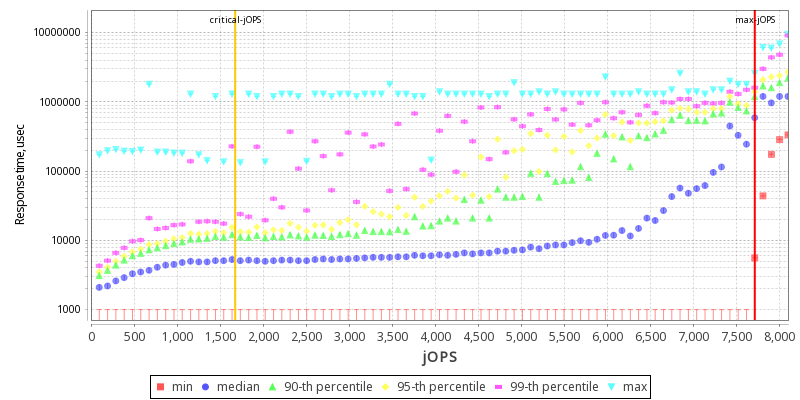 critical-jOPS
max-jOPS
10000000
1000000
100000
10000
1000
Response time, usec
0
500
1,000
1,500
2,000
2,500
3,000
3,500
4,000
4,500
5,000
5,500
6,000
6,500
7,000
7,500
8,000
jOPS
min
median
90-th percentile
95-th percentile
99-th percentile
max